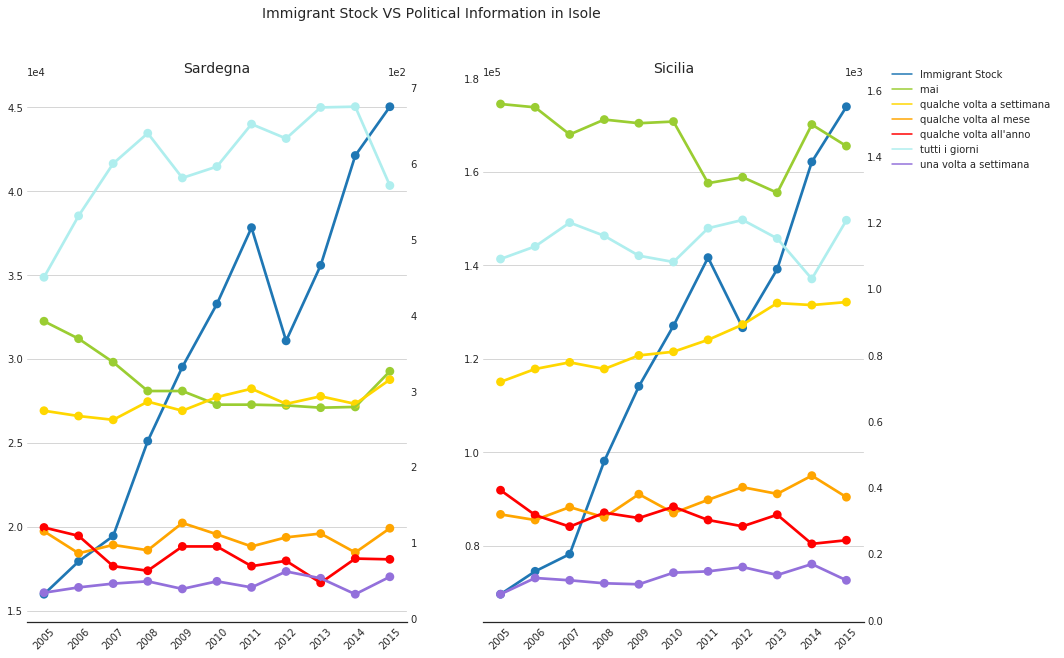 Immigrant Stock VS Political Information in Isole
Sardegna
1e4
1e2
4.5
4.0
3.5
3.0
2.5
2.0
1.5
7
6
5
4
3
2
1
0
2005 2006 2007 2008 2009 2010 2011 2012 2013 2014 2015
Sicilia
1e5
1e3
1.8
1.6
1.4
1.2
1.0
0.8
1.6
1.4
1.2
1.0
0.8
0.6
0.4
0.2
0.0
2005 2006 2007 2008 2009 2010 2011 2012 2013 2014 2015
Immigrant Stock
mai
qualche volta a settimana
qualche volta al mese
qualche volta all'anno
tutti i giorni
una volta a settimana